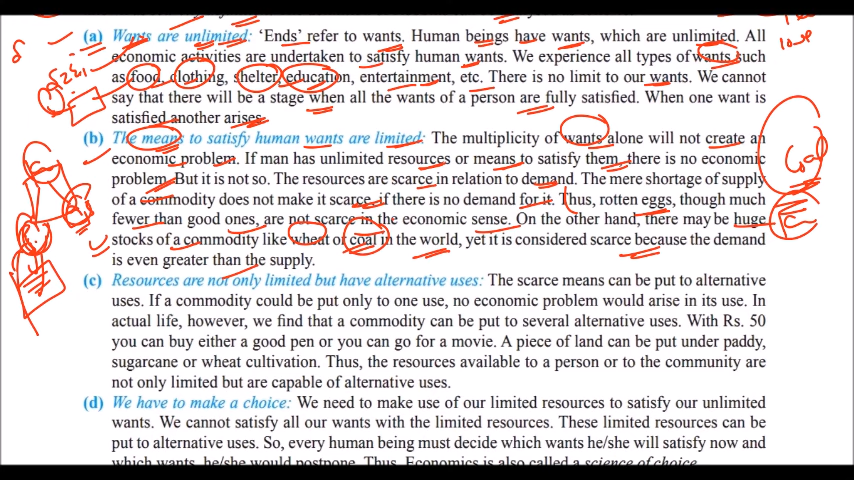 (a) Wants are unlimited: ‘Ends’ refer to wants. Human beings have wants, which are unlimited. All
economic activities are undertaken to satisfy human wants. We experience all types of wants such
as food, clothing, shelter, education, entertainment, etc. There is no limit to our wants. We cannot
say that there will be a stage when all the wants of a person are fully satisfied. When one want is
satisfied another arises.
(b) The means to satisfy human wants are limited: The multiplicity of wants alone will not create an
economic problem. If man has unlimited resources or means to satisfy them, there is no economic
problem. But it is not so. The resources are scarce in relation to demand. The mere shortage of supply
of a commodity does not make it scarce, if there is no demand for it. Thus, rotten eggs, though much
fewer than good ones, are not scarce in the economic sense. On the other hand, there may be huge
stocks of a commodity like wheat or coal in the world, yet it is considered scarce because the demand
is even greater than the supply.
Coal
(c) Resources are not only limited but have alternative uses: The scarce means can be put to alternative
uses. If a commodity could be put only to one use, no economic problem would arise in its use. In
actual life, however, we find that a commodity can be put to several alternative uses. With Rs. 50
you can buy either a good pen or you can go for a movie. A piece of land can be put under paddy,
sugarcane or wheat cultivation. Thus, the resources available to a person or to the community are
not only limited but are capable of alternative uses.
(d) We have to make a choice: We need to make use of our limited resources to satisfy our unlimited
wants. We cannot satisfy all our wants with the limited resources. These limited resources can be
put to alternative uses. So, every human being must decide which wants he/she will satisfy now and
which wants, he/she would postpone. Thus, Economics is also called a science of choice.